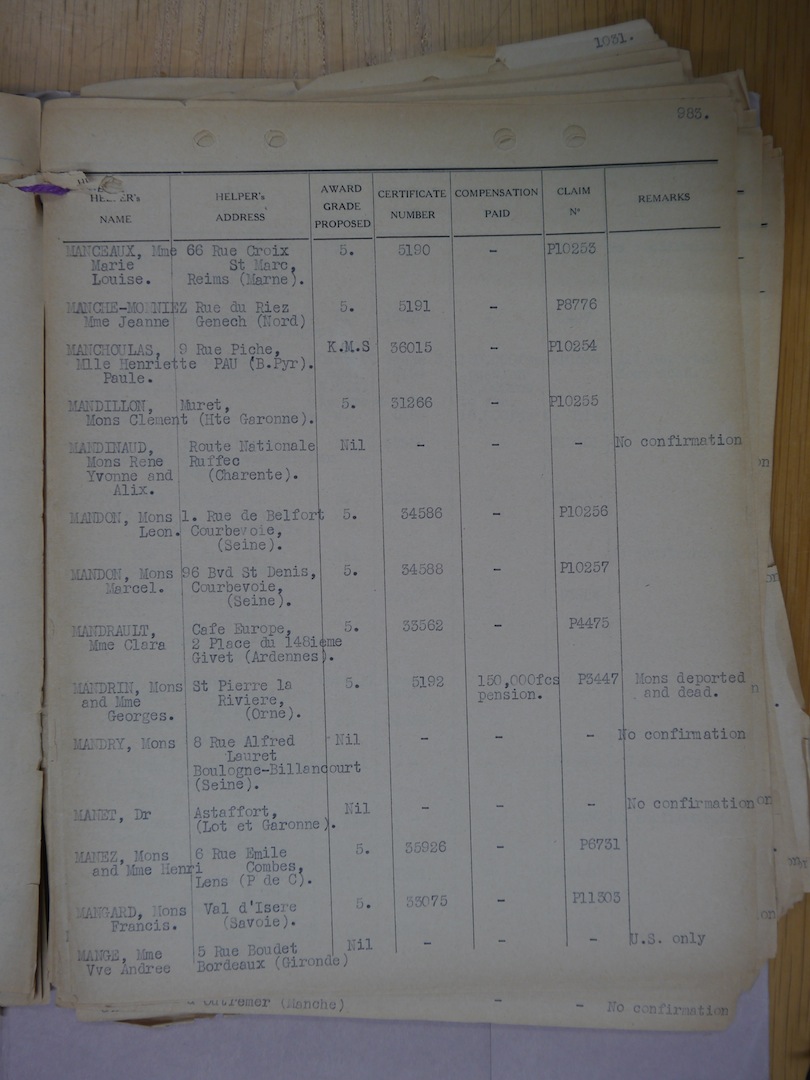 1031.
983.
HELPER's NAME HELPER's ADDRESS AWARD GRADE PROPOSED CERTIFICATE NUMBER COMPENSATION PAID CLAIM Nº REMARKS
MANCEAUX, Mme 66 Rue Croix 5. 5190 - P10253
Marie St Marc,
Louise. Reims (Marne).
MANCHE-MONNIEZ Rue du Riez 5. 5191 - P8776
Mme Jeanne Genech (Nord)
MANCHOULAS, 9 Rue Piche, K.M.S 36015 - P10254
Mlle Henriette PAU (B.Pyr).
Paule.
MANDILLON, Muret, 5. 31266 - P10255
Mons Clement (Hte Garonne).
MANDINAUD, Route Nationale Nil - - - No confirmation
Mons Rene Ruffec
Yvonne and (Charente).
Alix.
MANDON, Mons 1. Rue de Belfort 5. 34586 - P10256
Leon. Courbevoie,
(Seine).
MANDON, Mons 96 Bvd St Denis, 5. 34588 - P10257
Marcel. Courbevoie,
(Seine).
MANDRAULT, Cafe Europe, 5. 33562 - P4475
Mme Clara 2 Place du 148ieme
Givet (Ardennes).
MANDRIN, Mons St Pierre la 5. 5192 150,000fcs P3447 Mons deported
and Mme Riviere, pension. and dead.
Georges. (Orne).
MANDRY, Mons 8 Rue Alfred Nil - - - No confirmation
Lauret
Boulogne-Billancourt
(Seine).
MANET, Dr Astaffort, Nil - - - No confirmation
(Lot et Garonne).
MANEZ, Mons 6 Rue Emile 5. 35926 - P6731
and Mme Henri Combes,
Lens (P de C).
MANGARD, Mons Val d'Isere 5. 33075 - P11303
Francis. (Savoie).
MANGE, Mme 5 Rue Boudet Nil - - - U.S. only
Vve Andree Bordeaux (Gironde)
Outremer (Manche) - - No confirmation